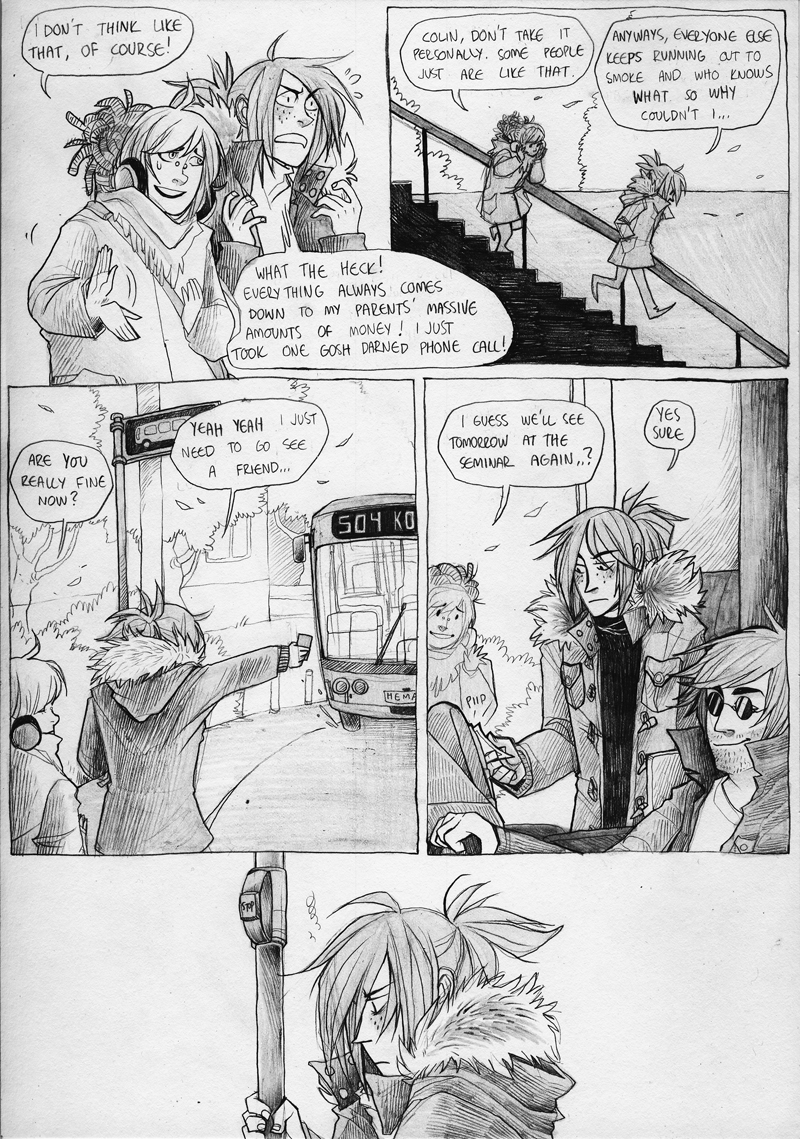 I DON'T THINK LIKE
THAT, OF COURSE!
WHAT THE HECK!
EVERYTHING ALWAYS COMES
DOWN TO MY PARENTS' MASSIVE
AMOUNTS OF MONEY! I JUST
TOOK ONE GOSH DARNED PHONE CALL!
COLIN, DON'T TAKE IT
PERSONALLY. SOME PEOPLE
JUST ARE LIKE THAT.
ANYWAYS, EVERYONE ELSE
KEEPS RUNNING OUT TO
SMOKE AND WHO KNOWS
WHAT. SO WHY
COULDN'T I...
ARE YOU
REALLY FINE
NOW?
YEAH YEAH I JUST
NEED TO GO SEE
A FRIEND...
504 KO
HEMA
I GUESS WE'LL SEE
TOMORROW AT THE
SEMINAR AGAIN...?
YES
SURE
PIIP
STOP